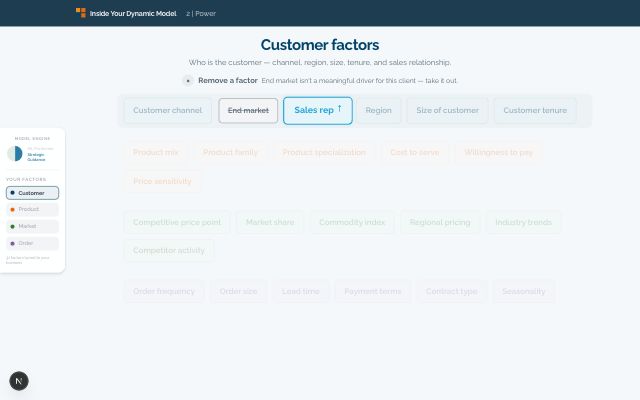 Inside Your Dynamic Model 2 | Power
Customer factors
Who is the customer — channel, region, size, tenure, and sales relationship.
Remove a factor End market isn't a meaningful driver for this client — take it out.
Customer channel End market Sales rep ↑ Region Size of customer Customer tenure
MODEL ENGINE
Strategic
Guidance
YOUR FACTORS
Customer
Product
Market
Order
Product mix Product family Product specialization Cost to serve Willingness to pay
Price sensitivity
Competitive price point Market share Commodity index Regional pricing Industry trends
Competitor activity
Order frequency Order size Lead time Payment terms Contract type Seasonality
N